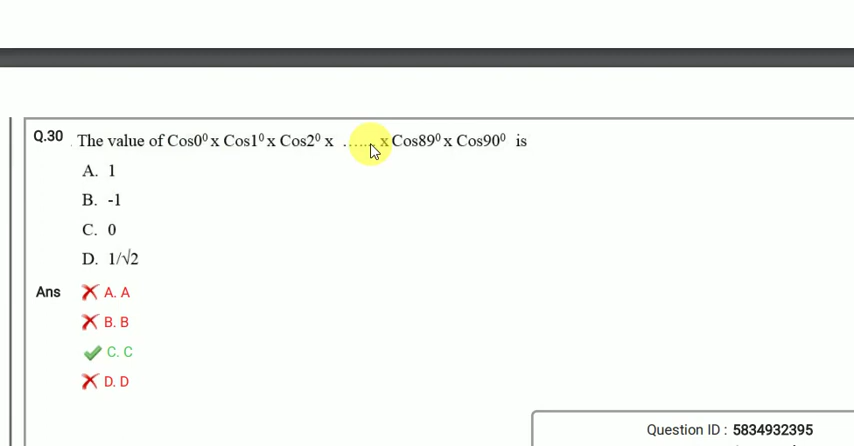 Q.30 The value of Cos0⁰ x Cos1⁰ x Cos2⁰ x ....... x Cos89⁰ x Cos90⁰ is
A. 1
B. -1
C. 0
D. 1/√2
Ans A. A
B. B
C. C
D. D
Question ID : 5834932395